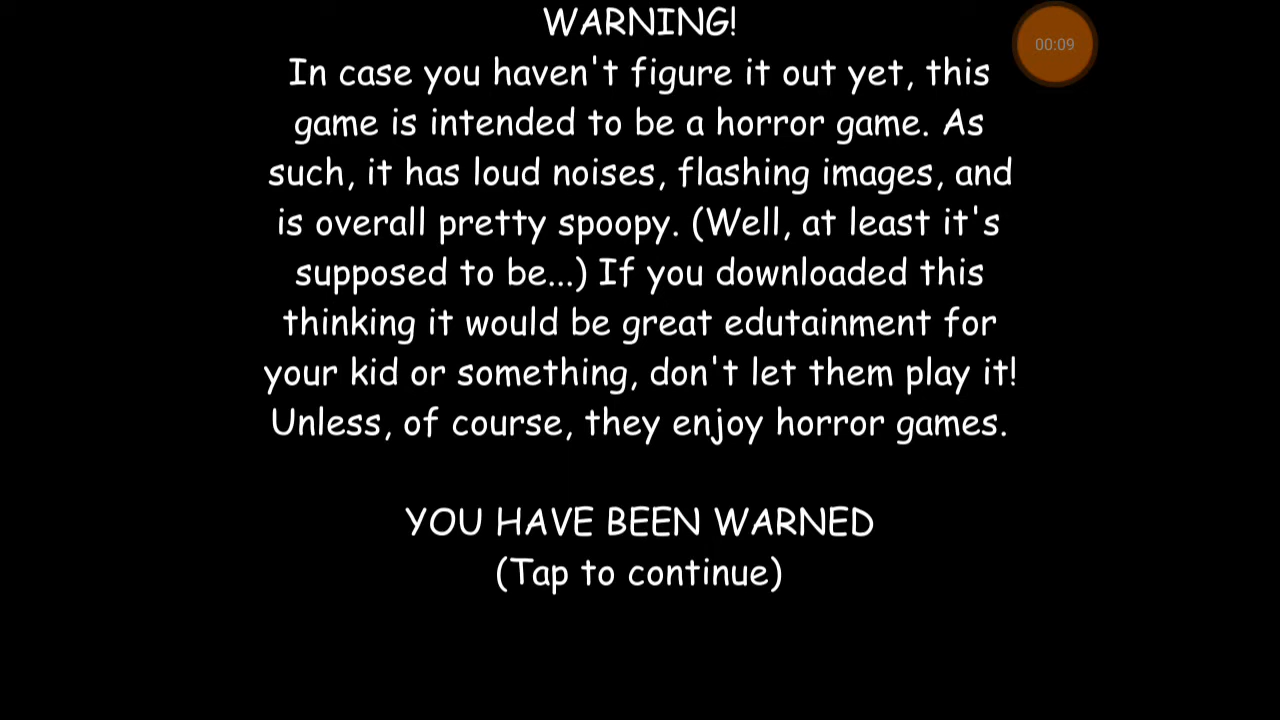 WARNING!
00:09
In case you haven't figure it out yet, this
game is intended to be a horror game. As
such, it has loud noises, flashing images, and
is overall pretty spoopy. (Well, at least it's
supposed to be...) If you downloaded this
thinking it would be great edutainment for
your kid or something, don't let them play it!
Unless, of course, they enjoy horror games.
YOU HAVE BEEN WARNED
(Tap to continue)